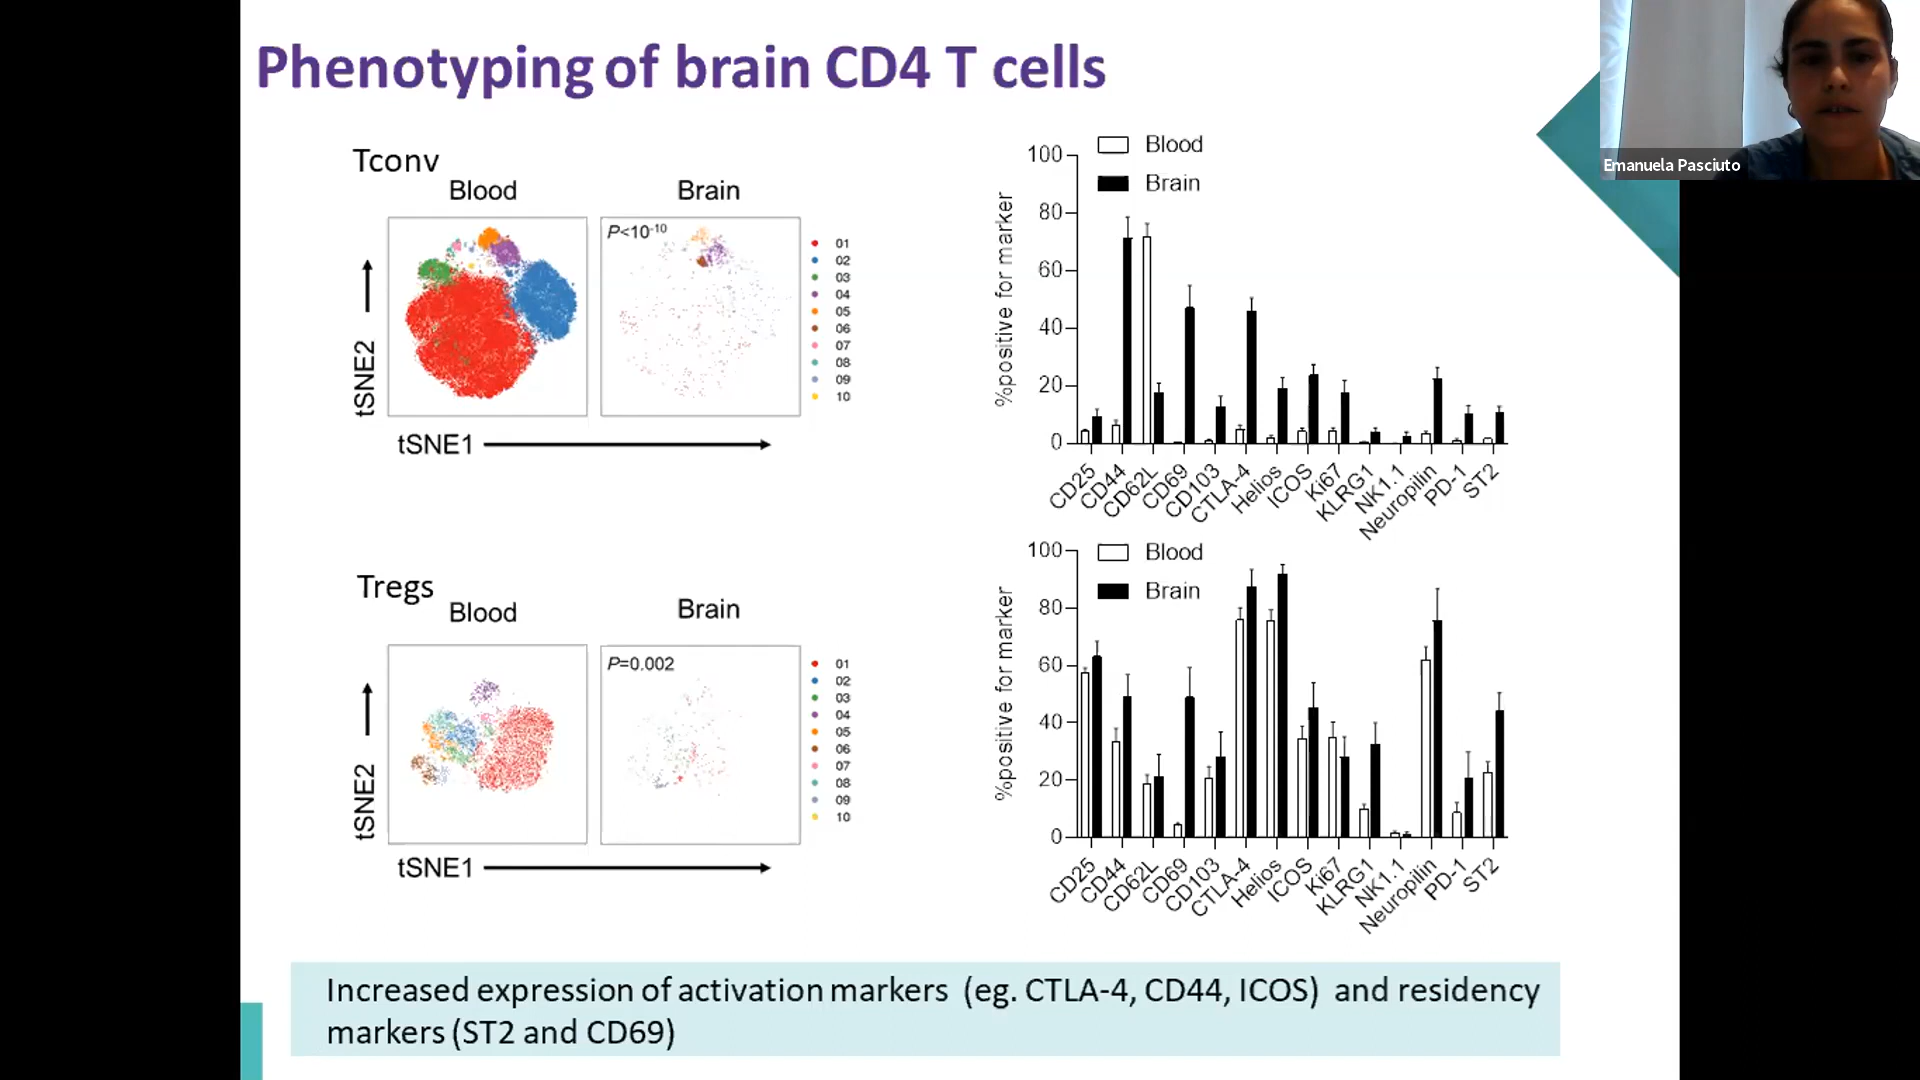 Phenotyping of brain CD4 T cells
Emanuela Pasciuto
Tconv
Blood
Brain
P<10-10
tSNE2
tSNE1
01
02
03
04
05
06
07
08
09
10
Blood
Brain
%positive for marker
100
80
60
40
20
0
CD25
CD44
CD62L
CD69
CD103
CTLA-4
Helios
ICOS
Ki67
KLRG1
NK1.1
Neuropilin
PD-1
ST2
Tregs
Blood
Brain
P=0.002
tSNE2
tSNE1
01
02
03
04
05
06
07
08
09
10
Blood
Brain
%positive for marker
100
80
60
40
20
0
CD25
CD44
CD62L
CD69
CD103
CTLA-4
Helios
ICOS
Ki67
KLRG1
NK1.1
Neuropilin
PD-1
ST2
Increased expression of activation markers (eg. CTLA-4, CD44, ICOS) and residency
markers (ST2 and CD69)